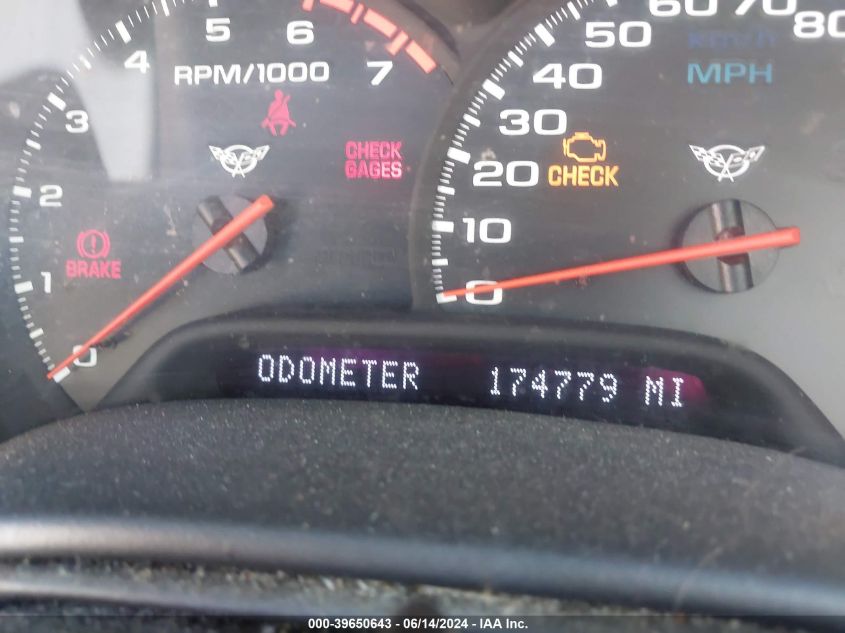 60 70 80
50
km/h
MPH
40
30
20
10
0
CHECK
5 6
4 7
RPM/1000
3
2
1
0
CHECK
GAGES
BRAKE
ODOMETER 174779 MI
000-39650643 - 06/14/2024 - IAA Inc.